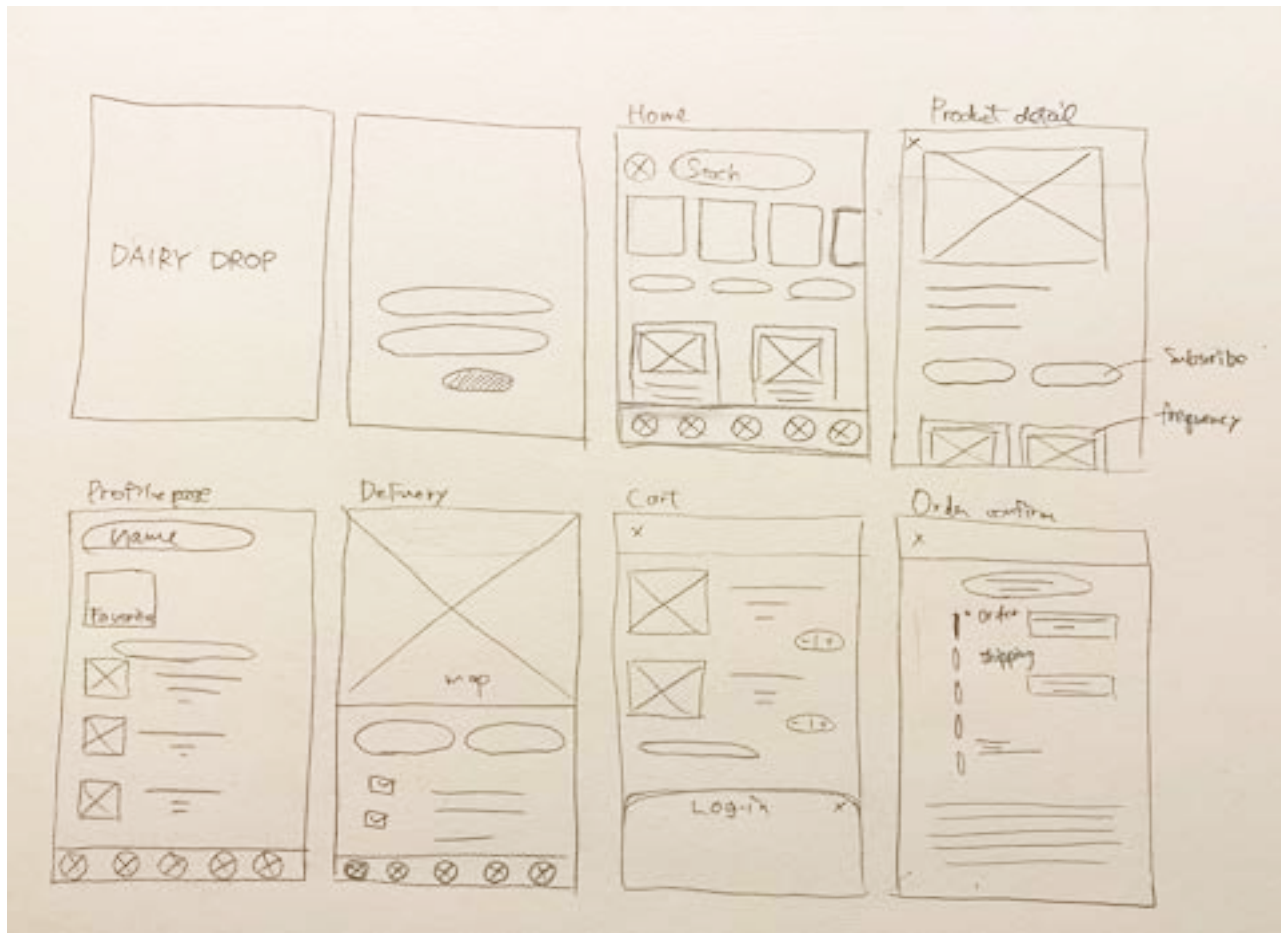 DAIRY DROP
Home
Serch
Product detail
Subscribe
frequency
Profile page
Name
Favorite
Delivery
map
Cart
- | +
- | +
Log-in
x
Order confirm
x
Order
shipping